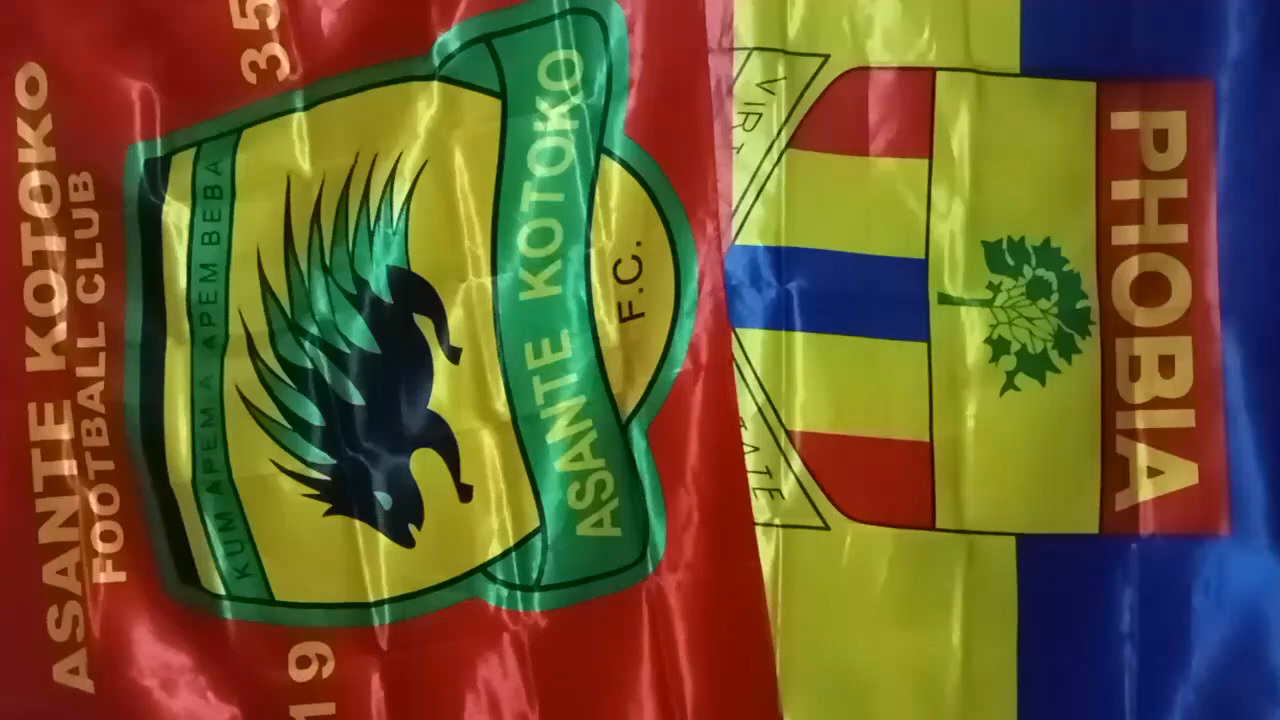 ASANTE KOTOKO
FOOTBALL CLUB
KUM APEM A APEM BEBA
19 35
ASANTE KOTOKO
F.C.
PHOBIA